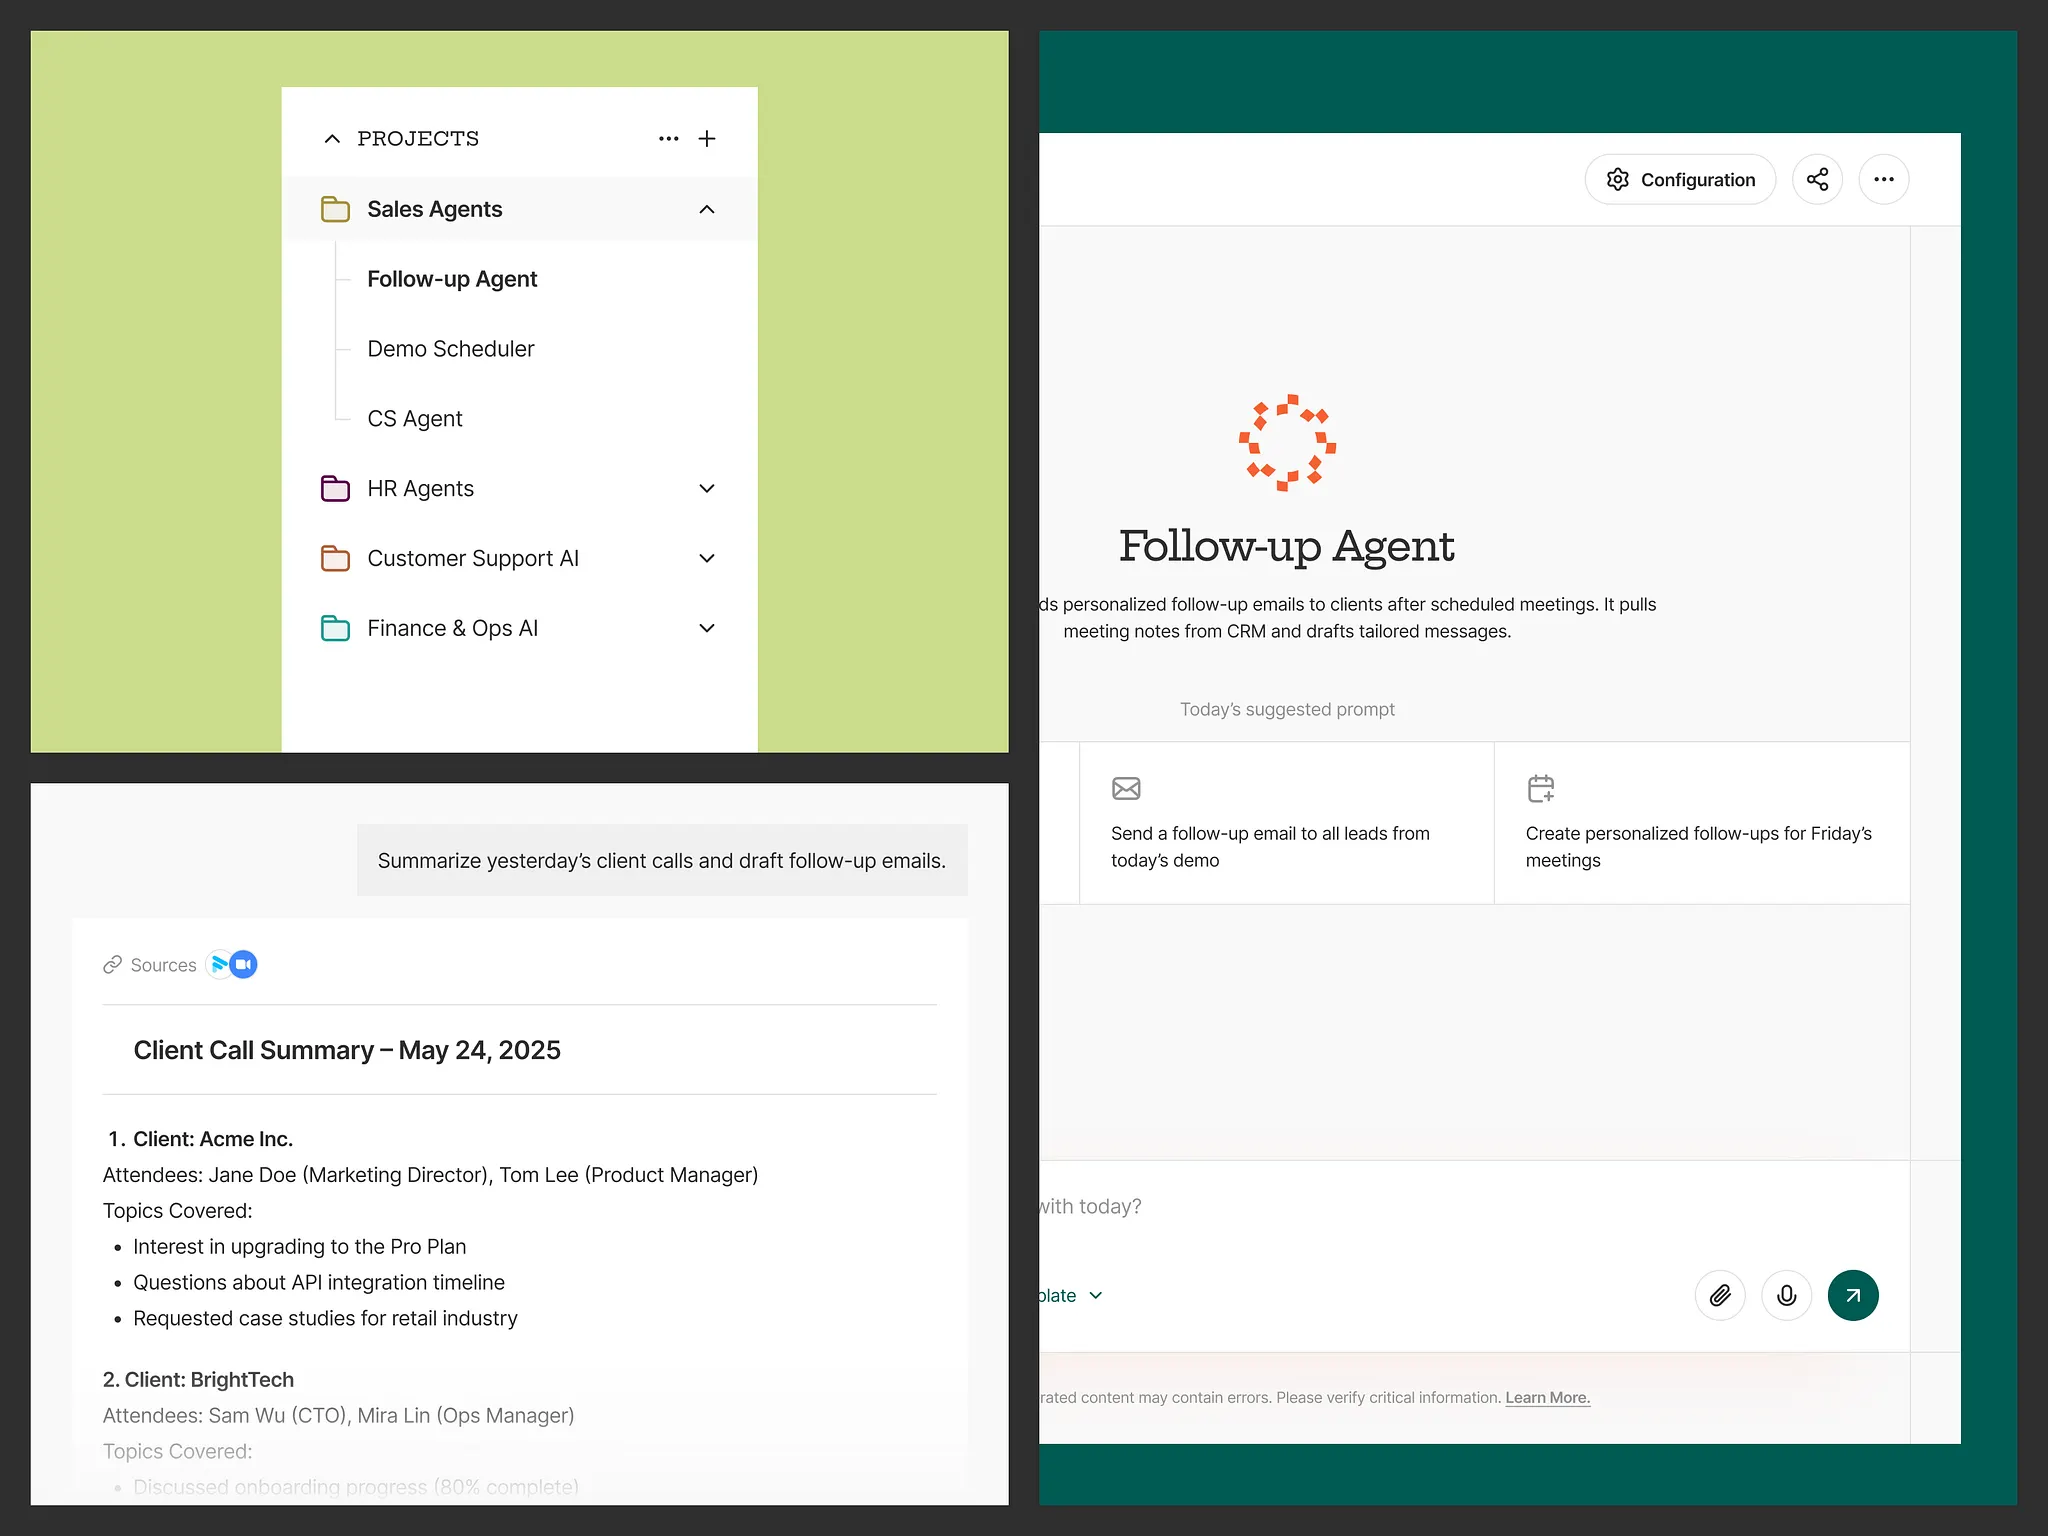 PROJECTS
Sales Agents
Follow-up Agent
Demo Scheduler
CS Agent
HR Agents
Customer Support AI
Finance & Ops AI
Summarize yesterday’s client calls and draft follow-up emails.
Sources
Client Call Summary – May 24, 2025
1. Client: Acme Inc.
Attendees: Jane Doe (Marketing Director), Tom Lee (Product Manager)
Topics Covered:
• Interest in upgrading to the Pro Plan
• Questions about API integration timeline
• Requested case studies for retail industry
2. Client: BrightTech
Attendees: Sam Wu (CTO), Mira Lin (Ops Manager)
Topics Covered:
• Discussed onboarding progress (80% complete)
Configuration
Follow-up Agent
ds personalized follow-up emails to clients after scheduled meetings. It pulls
meeting notes from CRM and drafts tailored messages.
Today’s suggested prompt
Send a follow-up email to all leads from
today’s demo
Create personalized follow-ups for Friday’s
meetings
with today?
plate
rated content may contain errors. Please verify critical information. Learn More.